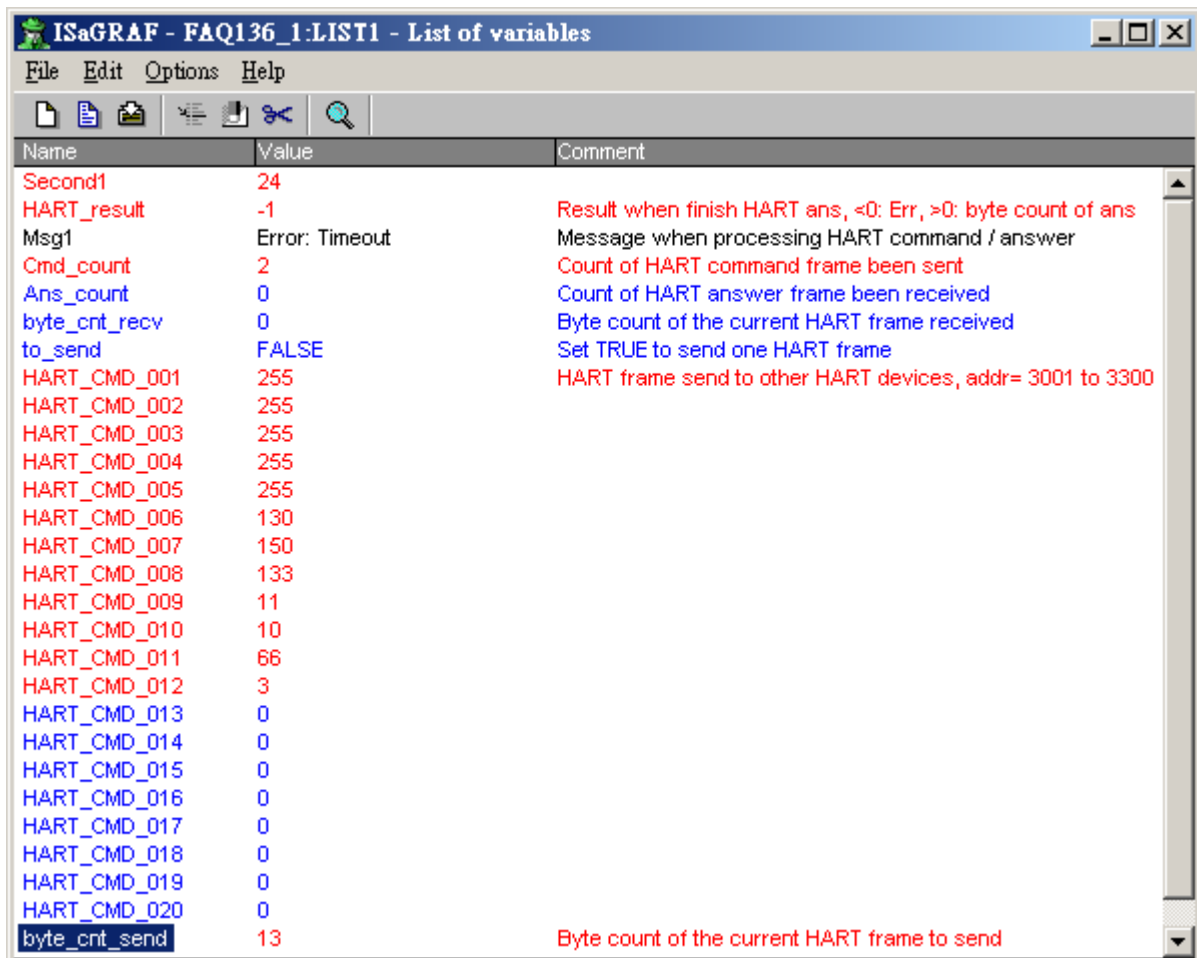 ISaGRAF - FAQ136_1:LIST1 - List of variables
File Edit Options Help
Name Value Comment
Second1 24
HART_result -1 Result when finish HART ans, <0: Err, >0: byte count of ans
Msg1 Error: Timeout Message when processing HART command / answer
Cmd_count 2 Count of HART command frame been sent
Ans_count 0 Count of HART answer frame been received
byte_cnt_recv 0 Byte count of the current HART frame received
to_send FALSE Set TRUE to send one HART frame
HART_CMD_001 255 HART frame send to other HART devices, addr= 3001 to 3300
HART_CMD_002 255
HART_CMD_003 255
HART_CMD_004 255
HART_CMD_005 255
HART_CMD_006 130
HART_CMD_007 150
HART_CMD_008 133
HART_CMD_009 11
HART_CMD_010 10
HART_CMD_011 66
HART_CMD_012 3
HART_CMD_013 0
HART_CMD_014 0
HART_CMD_015 0
HART_CMD_016 0
HART_CMD_017 0
HART_CMD_018 0
HART_CMD_019 0
HART_CMD_020 0
byte_cnt_send 13 Byte count of the current HART frame to send